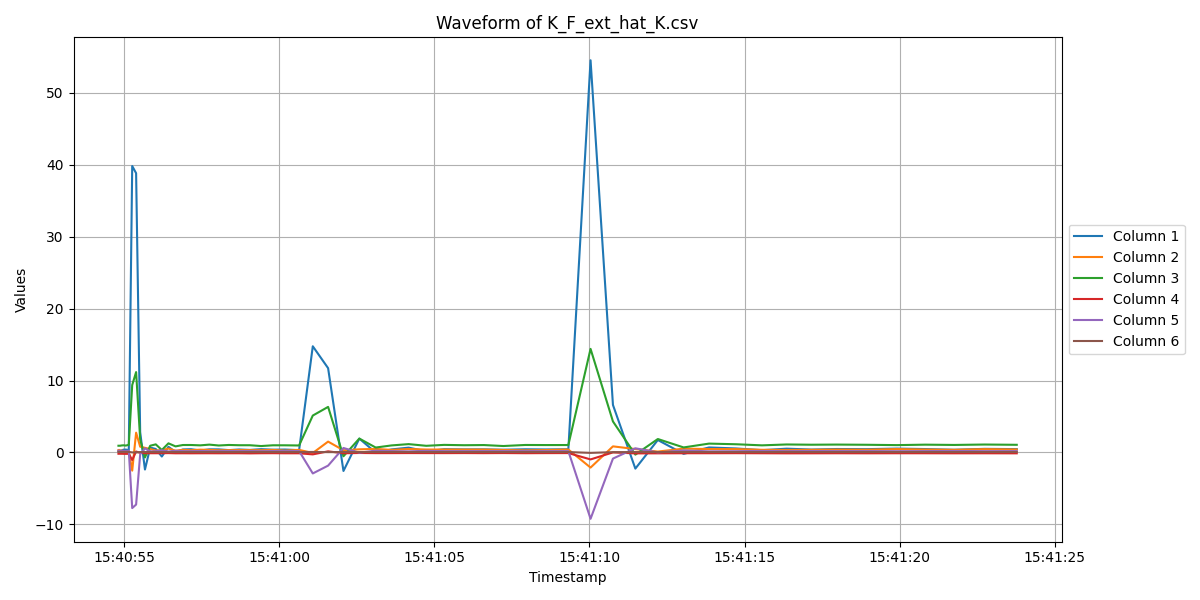 Waveform of K_F_ext_hat_K.csv
Values
50
40
30
20
10
0
−10
15:40:55
15:41:00
15:41:05
15:41:10
15:41:15
15:41:20
15:41:25
Timestamp
Column 1
Column 2
Column 3
Column 4
Column 5
Column 6